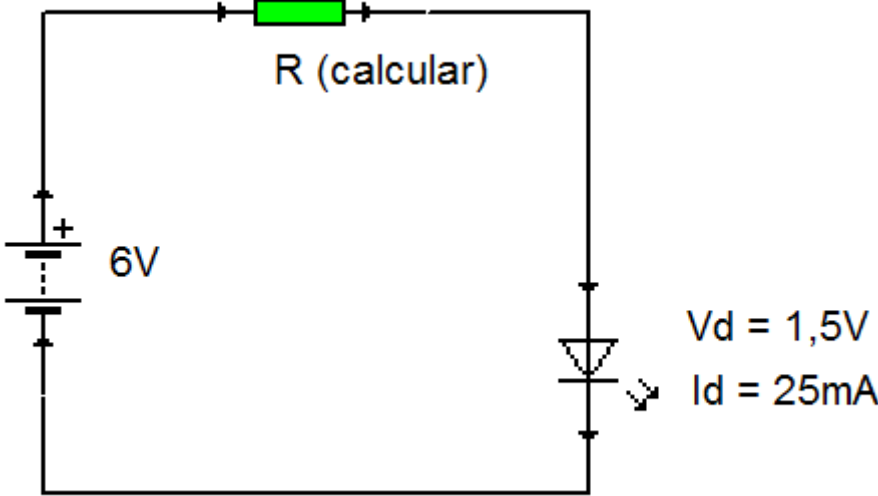 R (calcular)
+
6V
Vd = 1,5V
Id = 25mA